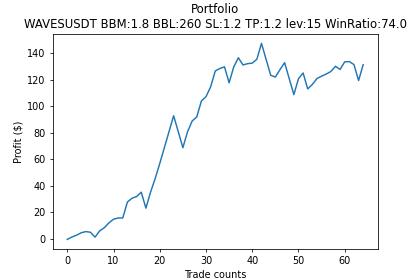 Portfolio
WAVESUSDT BBM:1.8 BBL:260 SL:1.2 TP:1.2 lev:15 WinRatio:74.0
140
120
100
80
60
40
20
0
Profit ($)
0 10 20 30 40 50 60
Trade counts